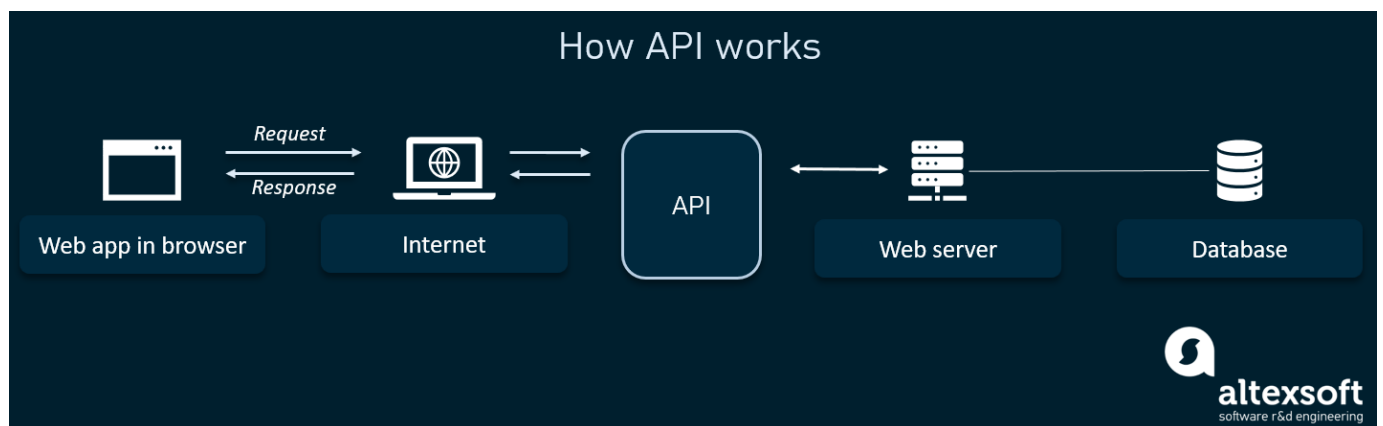 How API works
Request
Response
API
Web app in browser
Internet
Web server
Database
altexsoft
software r&d engineering